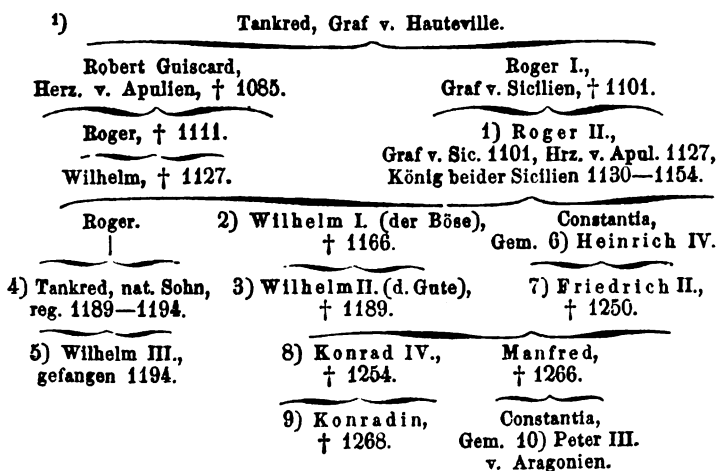 1) Tankred, Graf v. Hauteville.
Robert Guiscard,
Herz. v. Apulien, † 1085.
Roger I.,
Graf v. Sicilien, † 1101.
Roger, † 1111.
Wilhelm, † 1127.
1) Roger II.,
Graf v. Sic. 1101, Hrz. v. Apul. 1127,
König beider Sicilien 1130—1154.
Roger.
2) Wilhelm I. (der Böse),
† 1166.
Constantia,
Gem. 6) Heinrich IV.
4) Tankred, nat. Sohn,
reg. 1189—1194.
3) Wilhelm II. (d. Gute),
† 1189.
7) Friedrich II.,
† 1250.
5) Wilhelm III.,
gefangen 1194.
8) Konrad IV.,
† 1254.
Manfred,
† 1266.
9) Konradin,
† 1268.
Constantia,
Gem. 10) Peter III.
v. Aragonien.